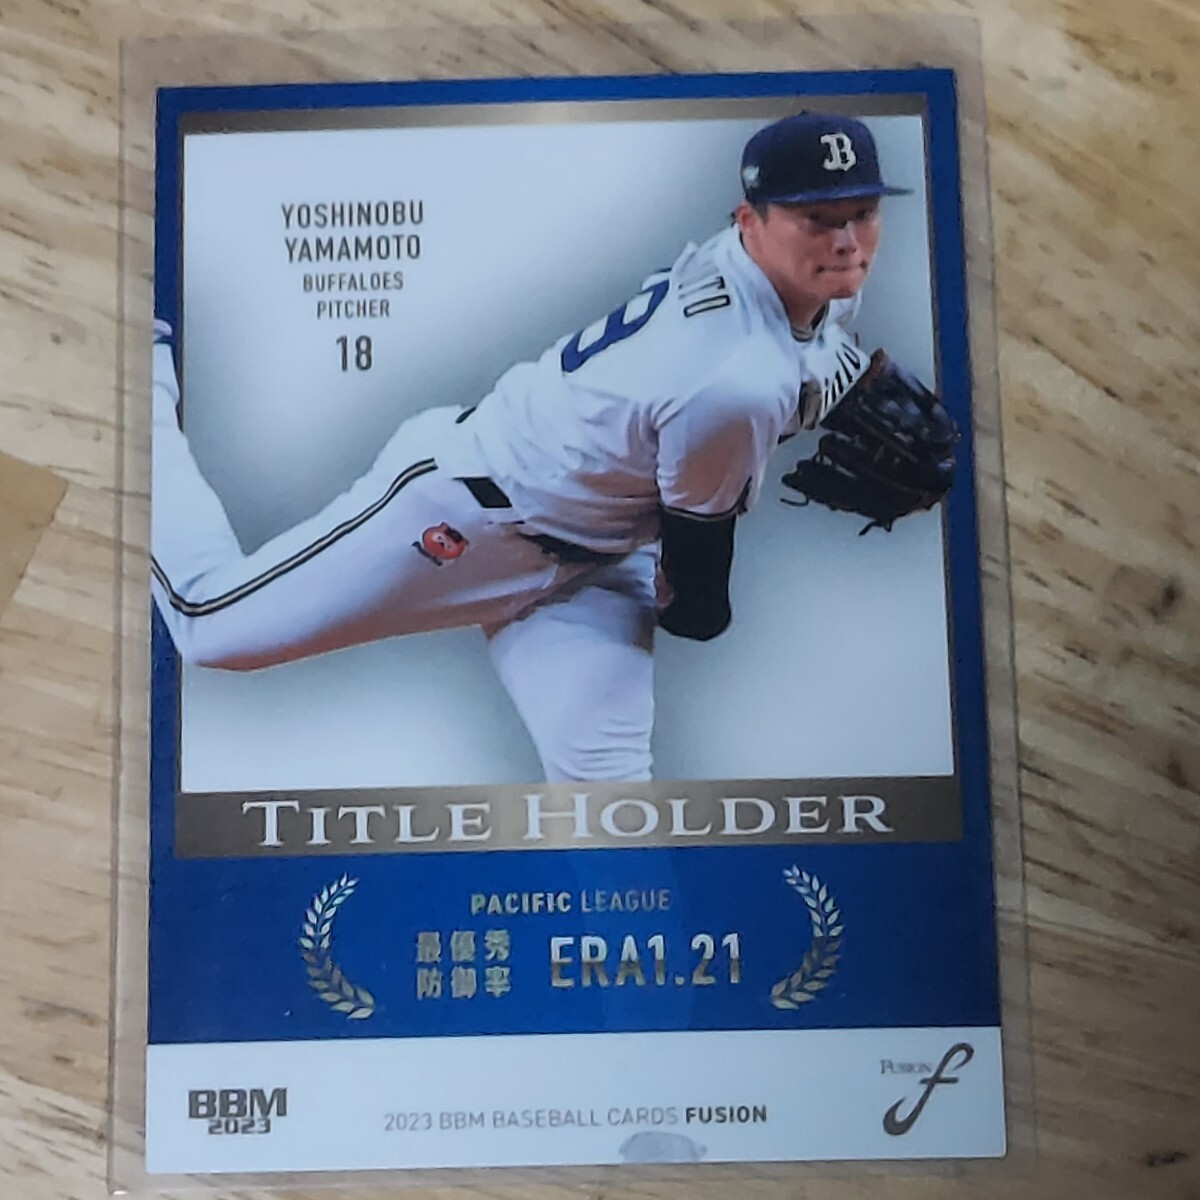 B
YOSHINOBU
YAMAMOTO
BUFFALOES
PITCHER
18
TITLE HOLDER
PACIFIC LEAGUE
最優秀
防御率
ERA1.21
BBM
2023
2023 BBM BASEBALL CARDS FUSION
FUSION f